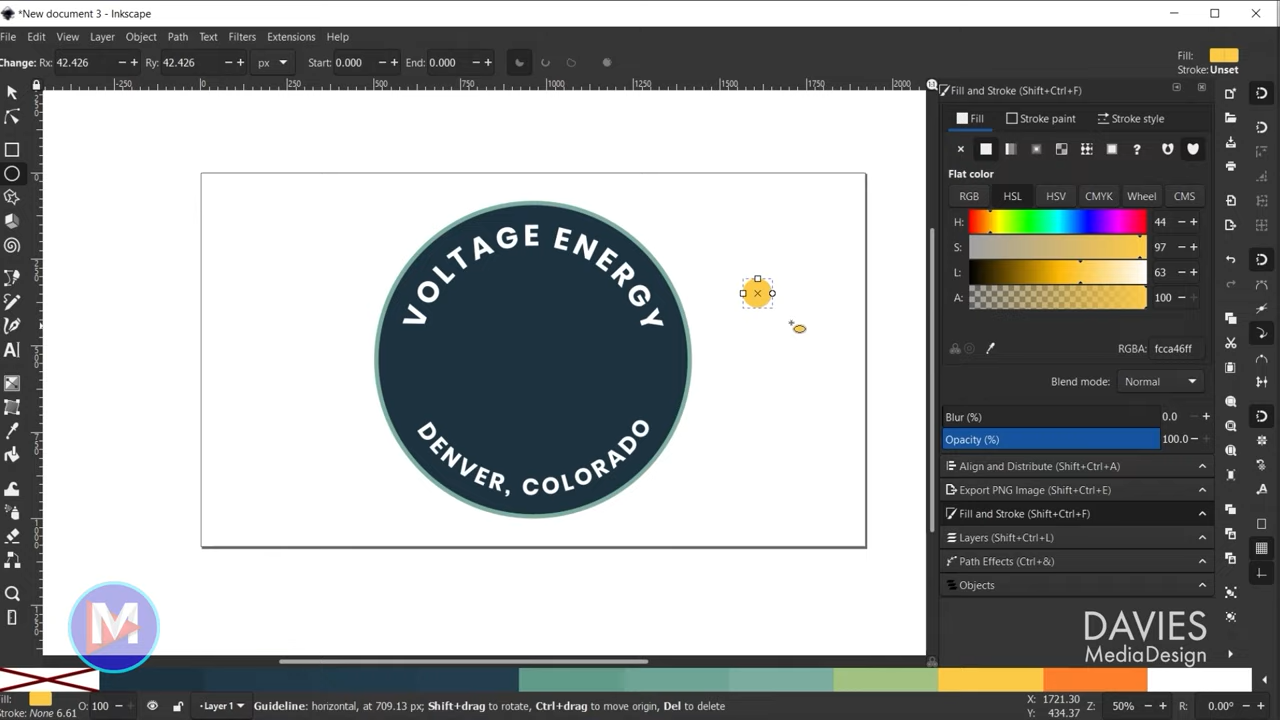 *New document 3 - Inkscape
File Edit View Layer Object Path Text Filters Extensions Help
Change: Rx: 42.426 Ry: 42.426 px Start: 0.000 End: 0.000
Fill:
Stroke: Unset
Fill and Stroke (Shift+Ctrl+F)
Fill Stroke paint Stroke style
Flat color
RGB HSL HSV CMYK Wheel CMS
H: 44
S: 97
L: 63
A: 100
RGBA: fcca46ff
Blend mode: Normal
Blur (%) 0.0
Opacity (%) 100.0
Align and Distribute (Shift+Ctrl+A)
Export PNG Image (Shift+Ctrl+E)
Fill and Stroke (Shift+Ctrl+F)
Layers (Shift+Ctrl+L)
Path Effects (Ctrl+&)
Objects
VOLTAGE ENERGY
DENVER, COLORADO
M
DAVIES
MediaDesign
Fill:
Stroke: None 6.61
O: 100
Layer 1
Guideline: horizontal, at 709.13 px; Shift+drag to rotate, Ctrl+drag to move origin, Del to delete
X: 1721.30
Y: 434.37
Z: 50%
R: 0.00°